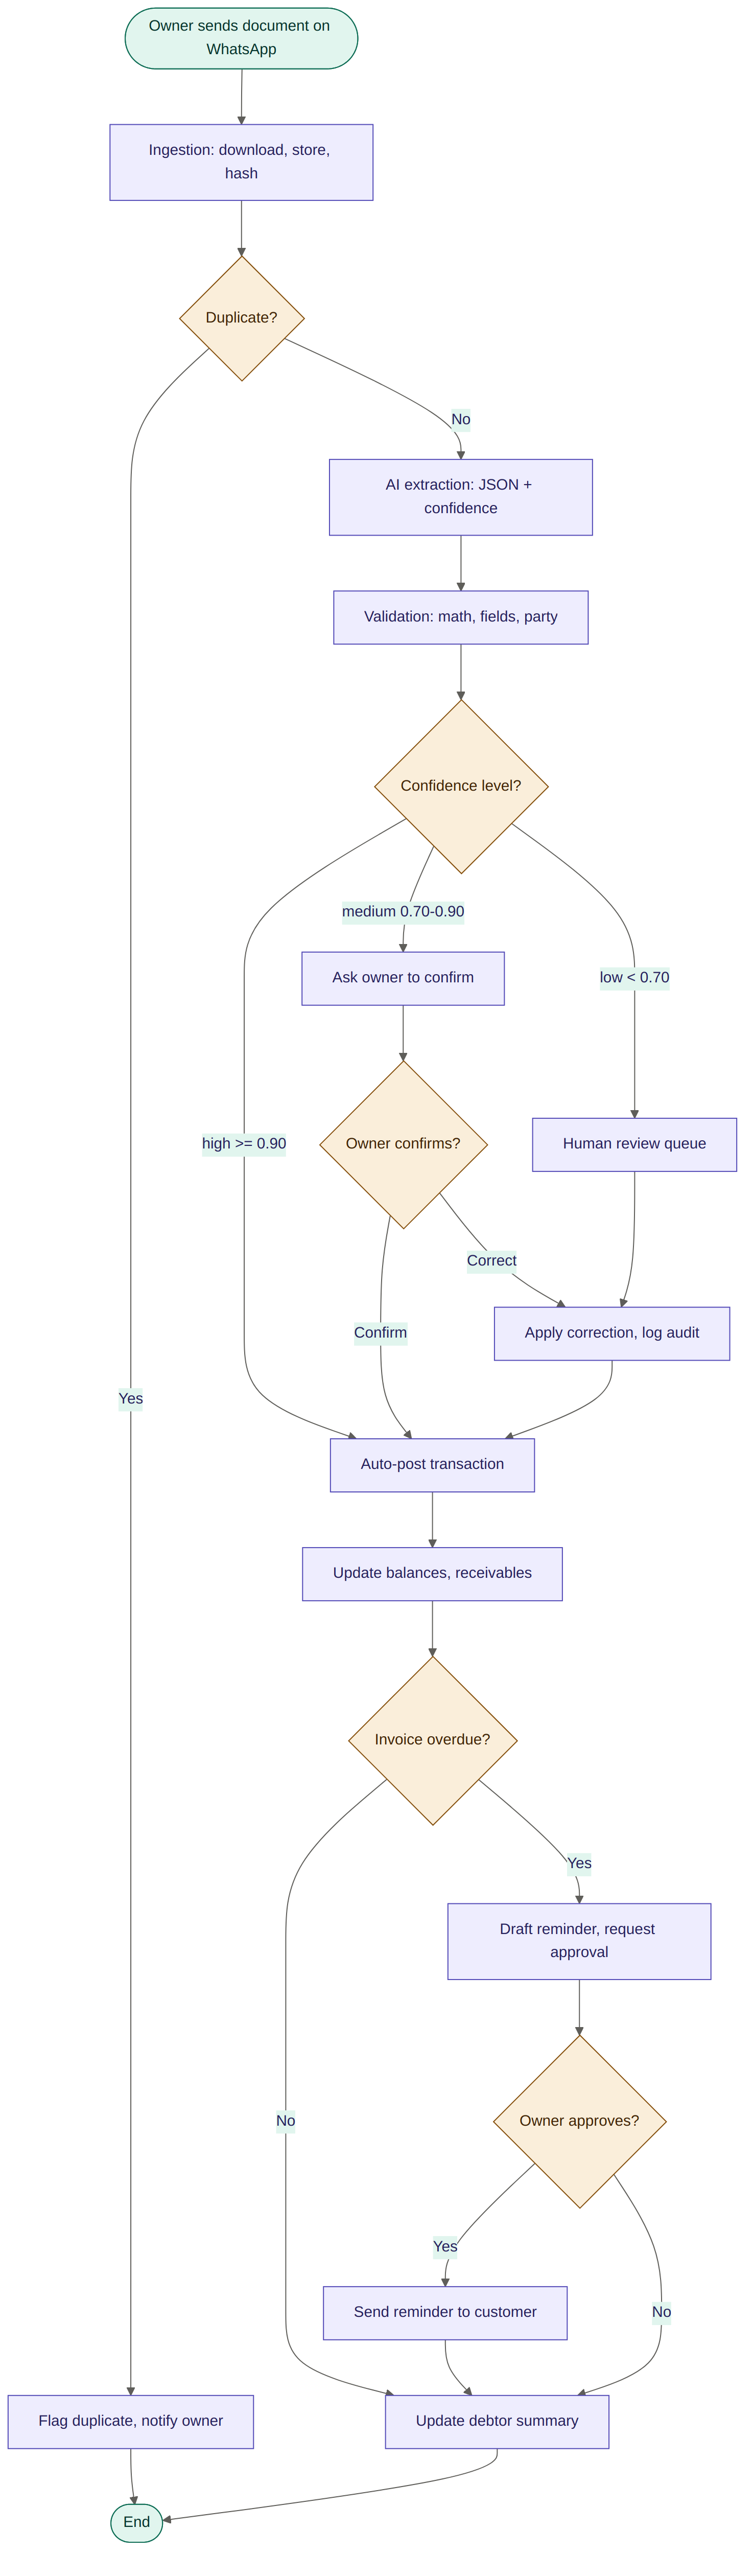 Owner sends document on
WhatsApp
Ingestion: download, store,
hash
Duplicate?
No
AI extraction: JSON +
confidence
Validation: math, fields, party
Confidence level?
medium 0.70-0.90
Ask owner to confirm
low < 0.70
high >= 0.90
Owner confirms?
Human review queue
Correct
Confirm
Apply correction, log audit
Yes
Auto-post transaction
Update balances, receivables
Invoice overdue?
Yes
Draft reminder, request
approval
No
Owner approves?
Yes
Send reminder to customer
No
Flag duplicate, notify owner
Update debtor summary
End